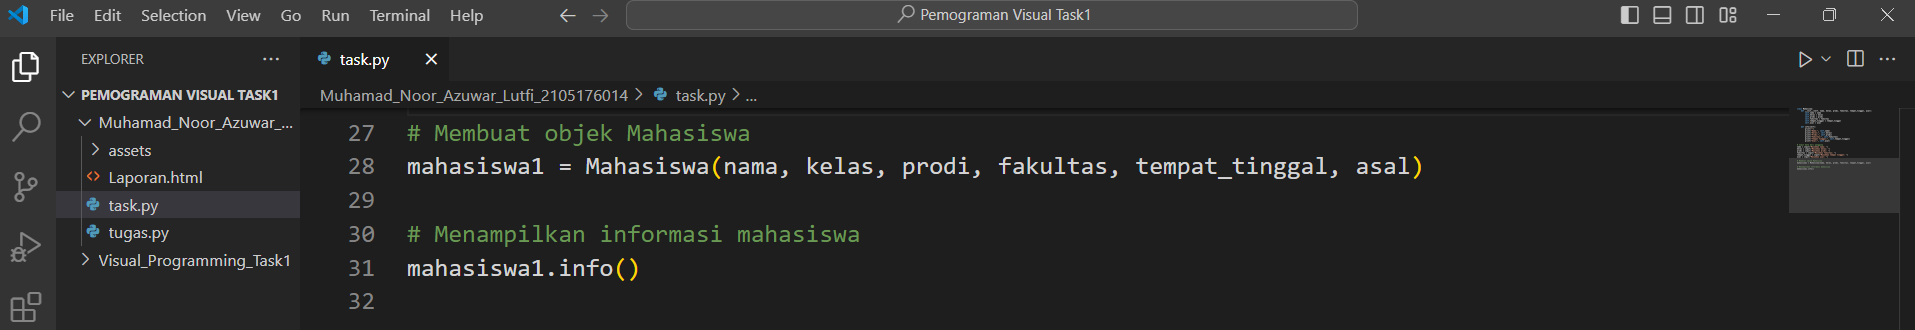 File Edit Selection View Go Run Terminal Help
Pemograman Visual Task1
EXPLORER
PEMOGRAMAN VISUAL TASK1
Muhamad_Noor_Azuwar_...
assets
Laporan.html
task.py
tugas.py
Visual_Programming_Task1
task.py
Muhamad_Noor_Azuwar_Lutfi_2105176014 > task.py > ...
27 # Membuat objek Mahasiswa
28 mahasiswa1 = Mahasiswa(nama, kelas, prodi, fakultas, tempat_tinggal, asal)
29
30 # Menampilkan informasi mahasiswa
31 mahasiswa1.info()
32